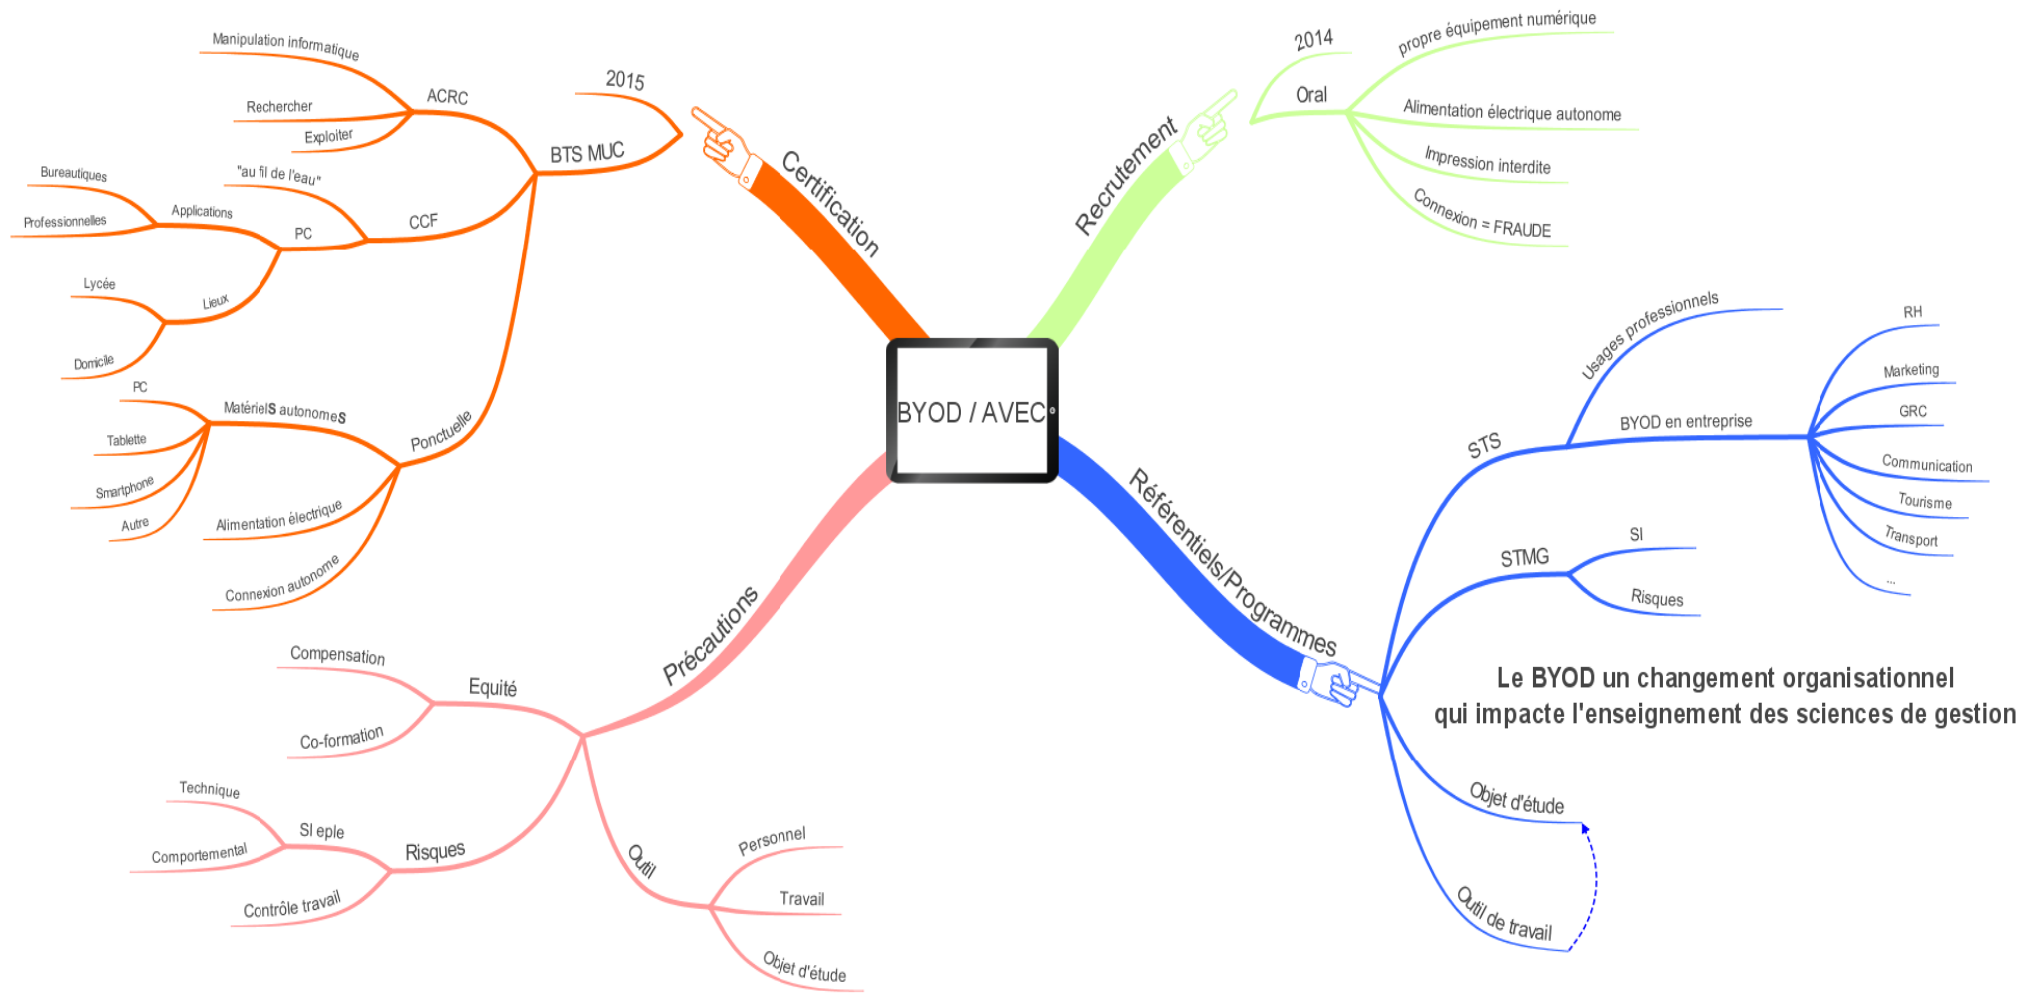 BYOD / AVEC
Certification
2015
BTS MUC
ACRC
Manipulation informatique
Rechercher
Exploiter
CCF
"au fil de l'eau"
PC
Applications
Bureautiques
Professionnelles
Lieux
Lycée
Domicile
Ponctuelle
MatérielS autonomeS
PC
Tablette
Smartphone
Autre
Alimentation électrique
Connexion autonome
Recrutement
2014
Oral
propre équipement numérique
Alimentation électrique autonome
Impression interdite
Connexion = FRAUDE
Référentiels/Programmes
STS
Usages professionnels
BYOD en entreprise
RH
Marketing
GRC
Communication
Tourisme
Transport
...
STMG
SI
Risques
Le BYOD un changement organisationnel
qui impacte l'enseignement des sciences de gestion
Objet d'étude
Outil de travail
Précautions
Equité
Compensation
Co-formation
Risques
SI eple
Technique
Comportemental
Contrôle travail
Outil
Personnel
Travail
Objet d'étude